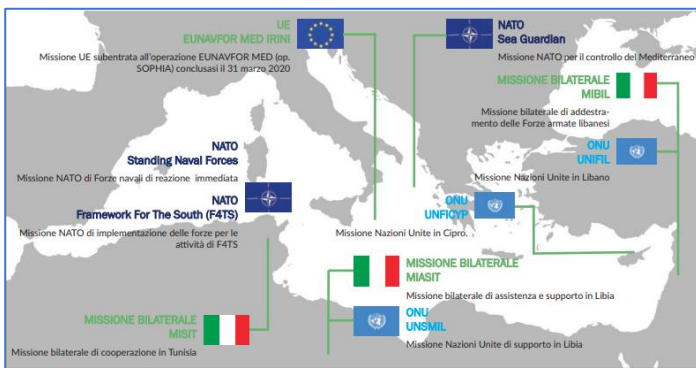 UE
EUNAVFOR MED IRINI
Missione UE subentrata all'operazione EUNAVFOR MED (op.
SOPHIA) conclusasi il 31 marzo 2020
NATO
Sea Guardian
Missione NATO per il controllo del Mediterraneo
MISSIONE BILATERALE
MIBIL
Missione bilaterale di addestra-
mento delle Forze armate libanesi
NATO
Standing Naval Forces
Missione NATO di Forze navali di reazione immediata
ONU
UNIFIL
Missione Nazioni Unite in Libano
NATO
Framework For The South (F4TS)
Missione NATO di implementazione delle forze per le
attività di F4TS
ONU
UNFICYP
Missione Nazioni Unite in Cipro.
MISSIONE BILATERALE
MIASIT
Missione bilaterale di assistenza e supporto in Libia
MISSIONE BILATERALE
MISIT
Missione bilaterale di cooperazione in Tunisia
ONU
UNSMIL
Missione Nazioni Unite di supporto in Libia